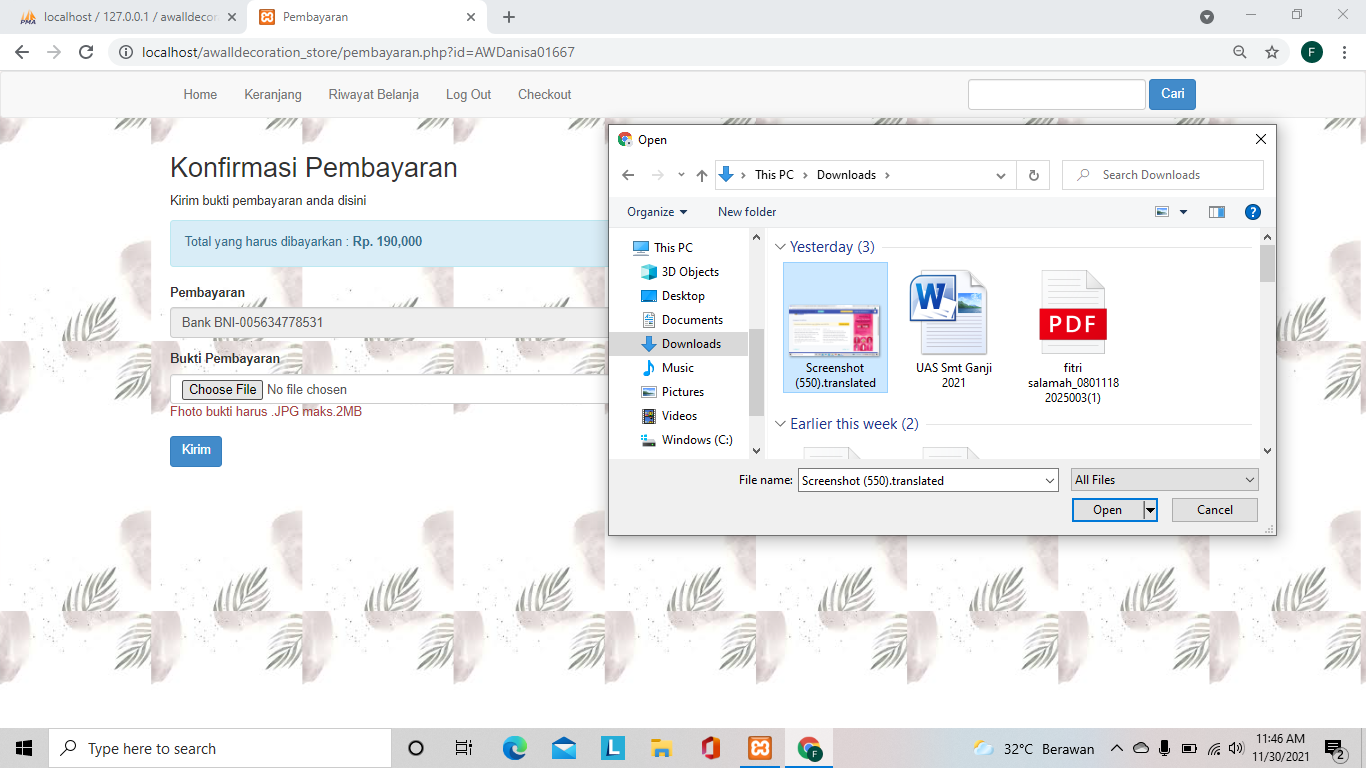 localhost / 127.0.0.1 / awalldecor
Pembayaran
localhost/awalldecoration_store/pembayaran.php?id=AWDanisa01667
F
Home Keranjang Riwayat Belanja Log Out Checkout
Cari
Konfirmasi Pembayaran
Kirim bukti pembayaran anda disini
Total yang harus dibayarkan : Rp. 190,000
Pembayaran
Bank BNI-005634778531
Bukti Pembayaran
Choose File No file chosen
Fhoto bukti harus .JPG maks.2MB
Kirim
Open
This PC Downloads
Search Downloads
Organize New folder
This PC
3D Objects
Desktop
Documents
Downloads
Music
Pictures
Videos
Windows (C:)
Yesterday (3)
Screenshot
(550).translated
UAS Smt Ganji
2021
PDF
fitri
salamah_0801118
2025003(1)
Earlier this week (2)
File name: Screenshot (550).translated
All Files
Open Cancel
Type here to search
32°C Berawan
11:46 AM
11/30/2021
2